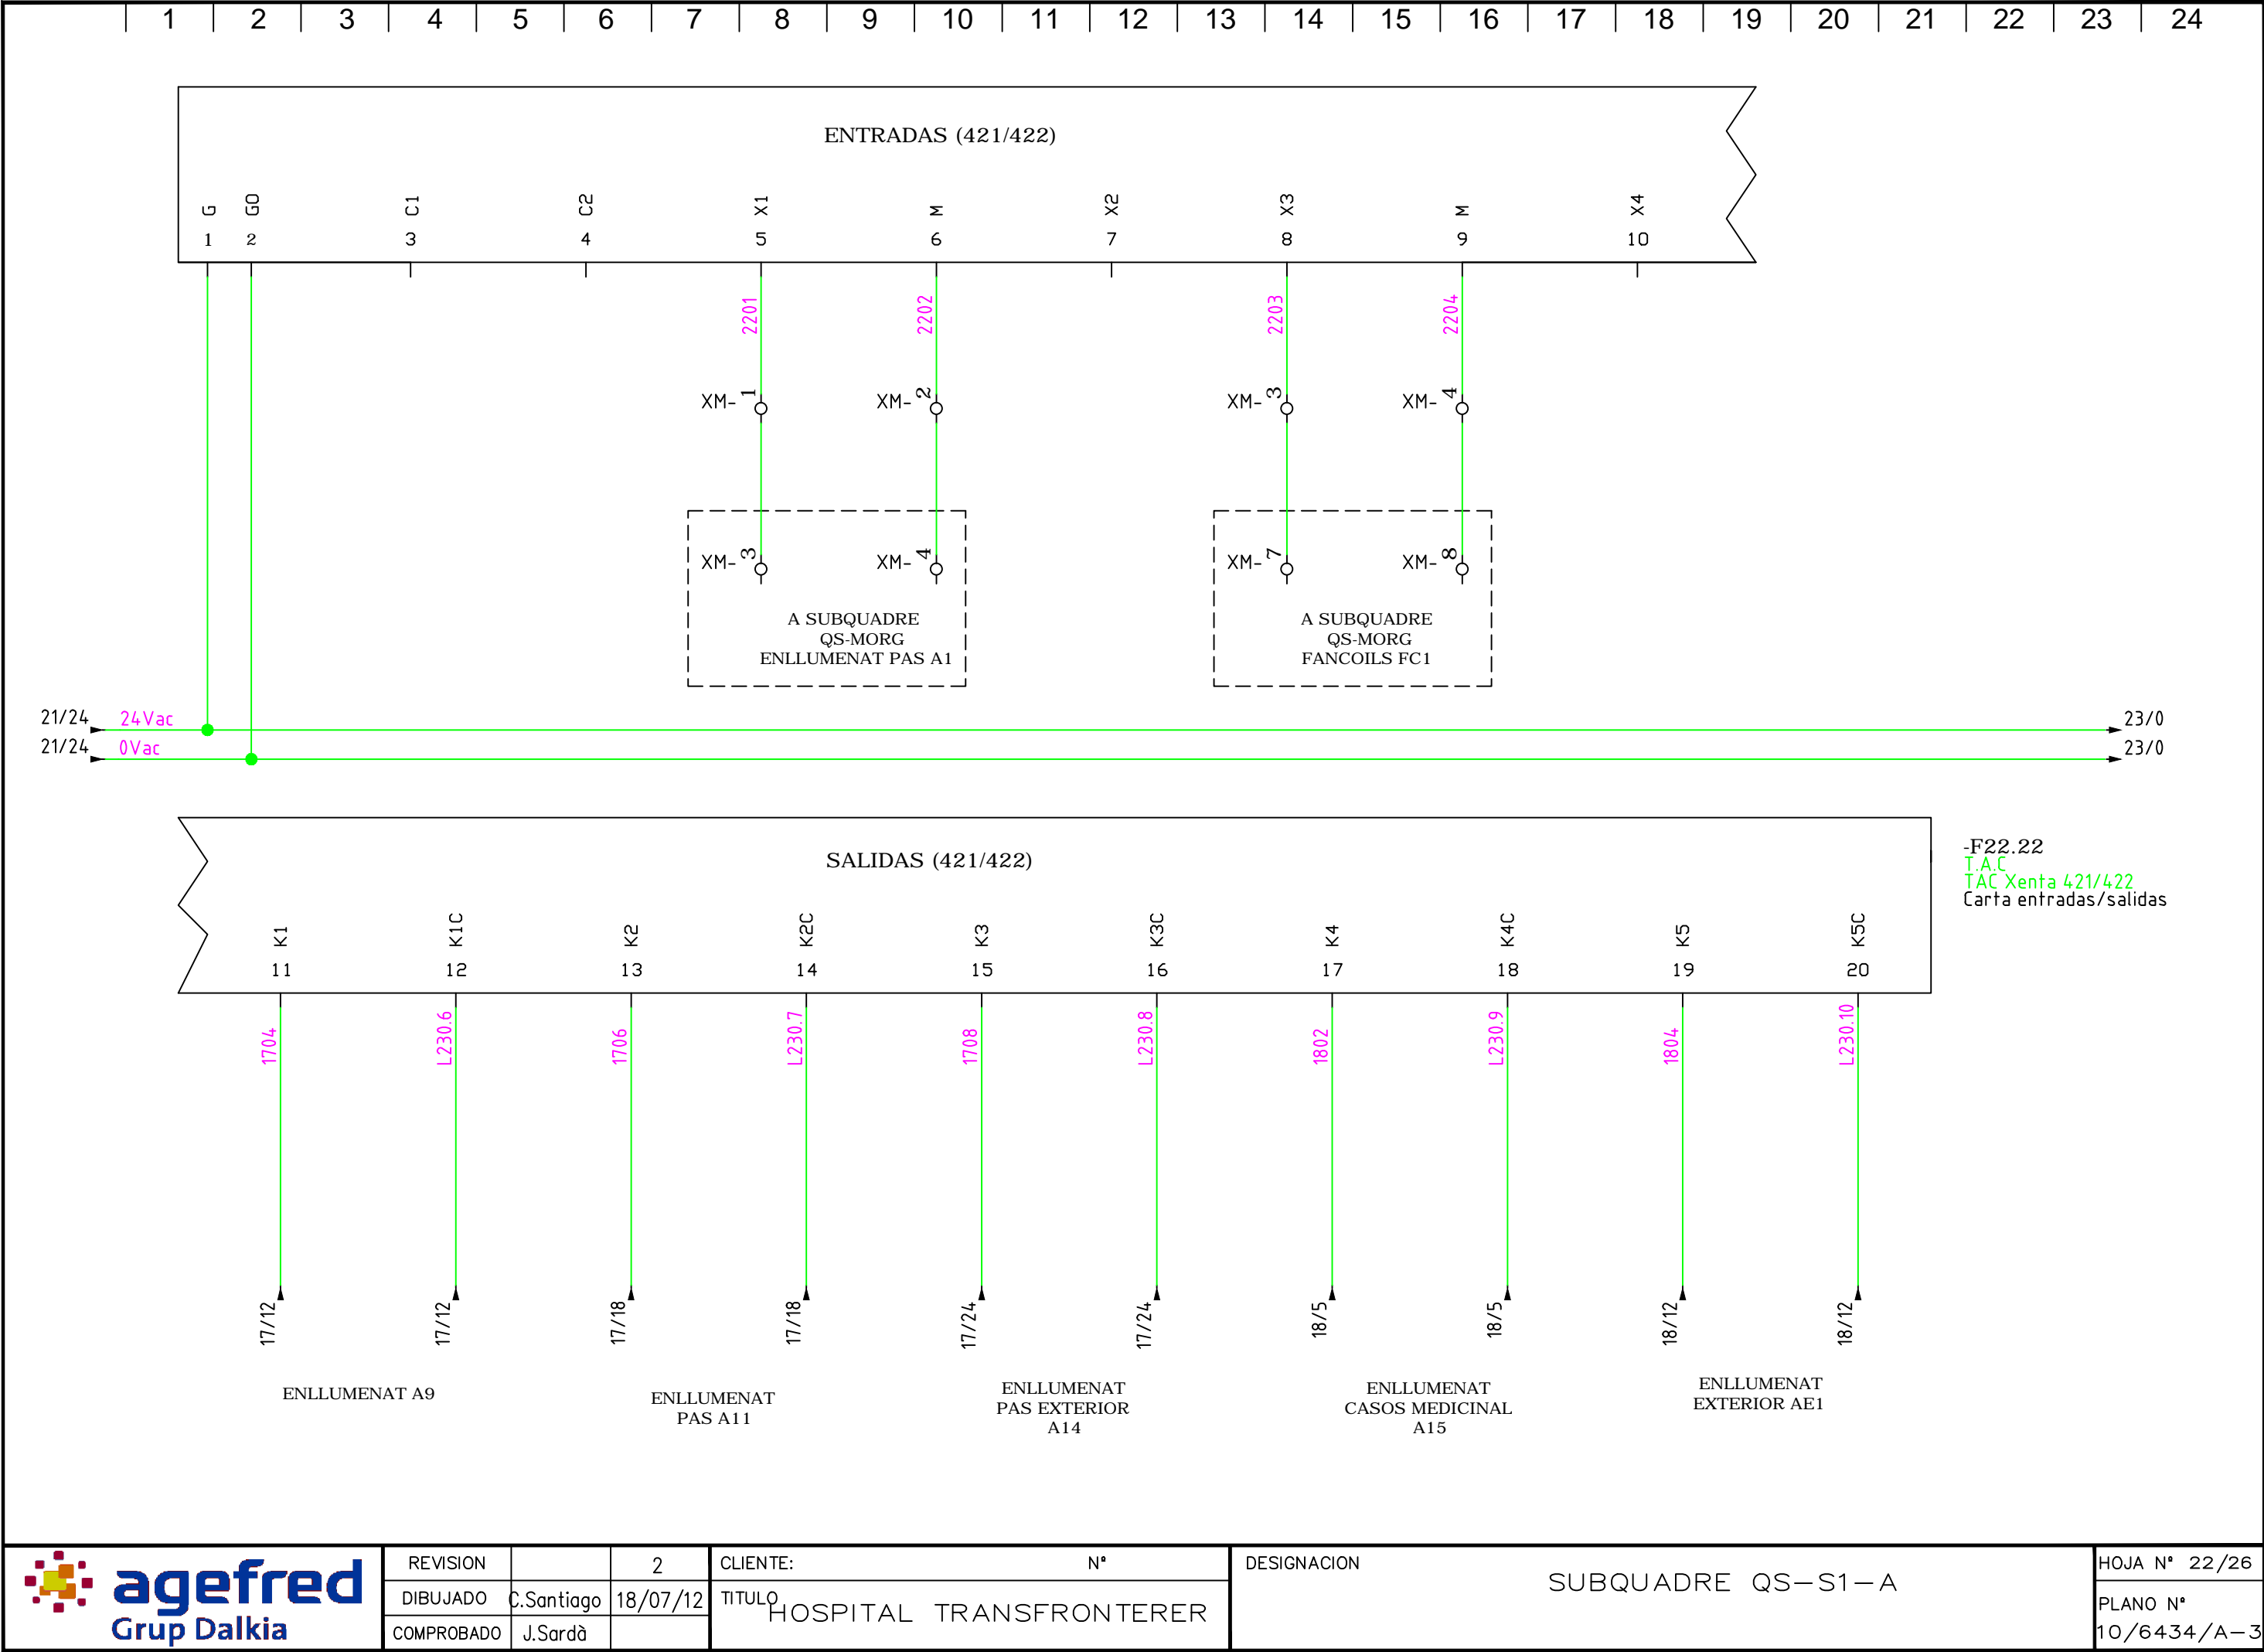 1 2 3 4 5 6 7 8 9 10 11 12 13 14 15 16 17 18 19 20 21 22 23 24
ENTRADAS (421/422)
G G0 C1 C2 X1 M X2 X3 M X4
1 2 3 4 5 6 7 8 9 10
2201 2202 2203 2204
XM- 1 XM- 2 XM- 3 XM- 4
XM- 3 XM- 4 XM- 7 XM- 8
A SUBQUADRE
QS-MORG
ENLLUMENAT PAS A1
A SUBQUADRE
QS-MORG
FANCOILS FC1
21/24 24Vac 23/0
21/24 0Vac 23/0
SALIDAS (421/422)
-F22.22
T.A.C
TAC Xenta 421/422
Carta entradas/salidas
K1 K1C K2 K2C K3 K3C K4 K4C K5 K5C
11 12 13 14 15 16 17 18 19 20
1704 L230.6 1706 L230.7 1708 L230.8 1802 L230.9 1804 L230.10
17/12 17/12 17/18 17/18 17/24 17/24 18/5 18/5 18/12 18/12
ENLLUMENAT A9
ENLLUMENAT
PAS A11
ENLLUMENAT
PAS EXTERIOR
A14
ENLLUMENAT
CASOS MEDICINAL
A15
ENLLUMENAT
EXTERIOR AE1
agefred
Grup Dalkia
REVISION 2
DIBUJADO C.Santiago 18/07/12
COMPROBADO J.Sardà
CLIENTE: Nº
TITULO
HOSPITAL TRANSFRONTERER
DESIGNACION
SUBQUADRE QS-S1-A
HOJA Nº 22/26
PLANO Nº
10/6434/A-3